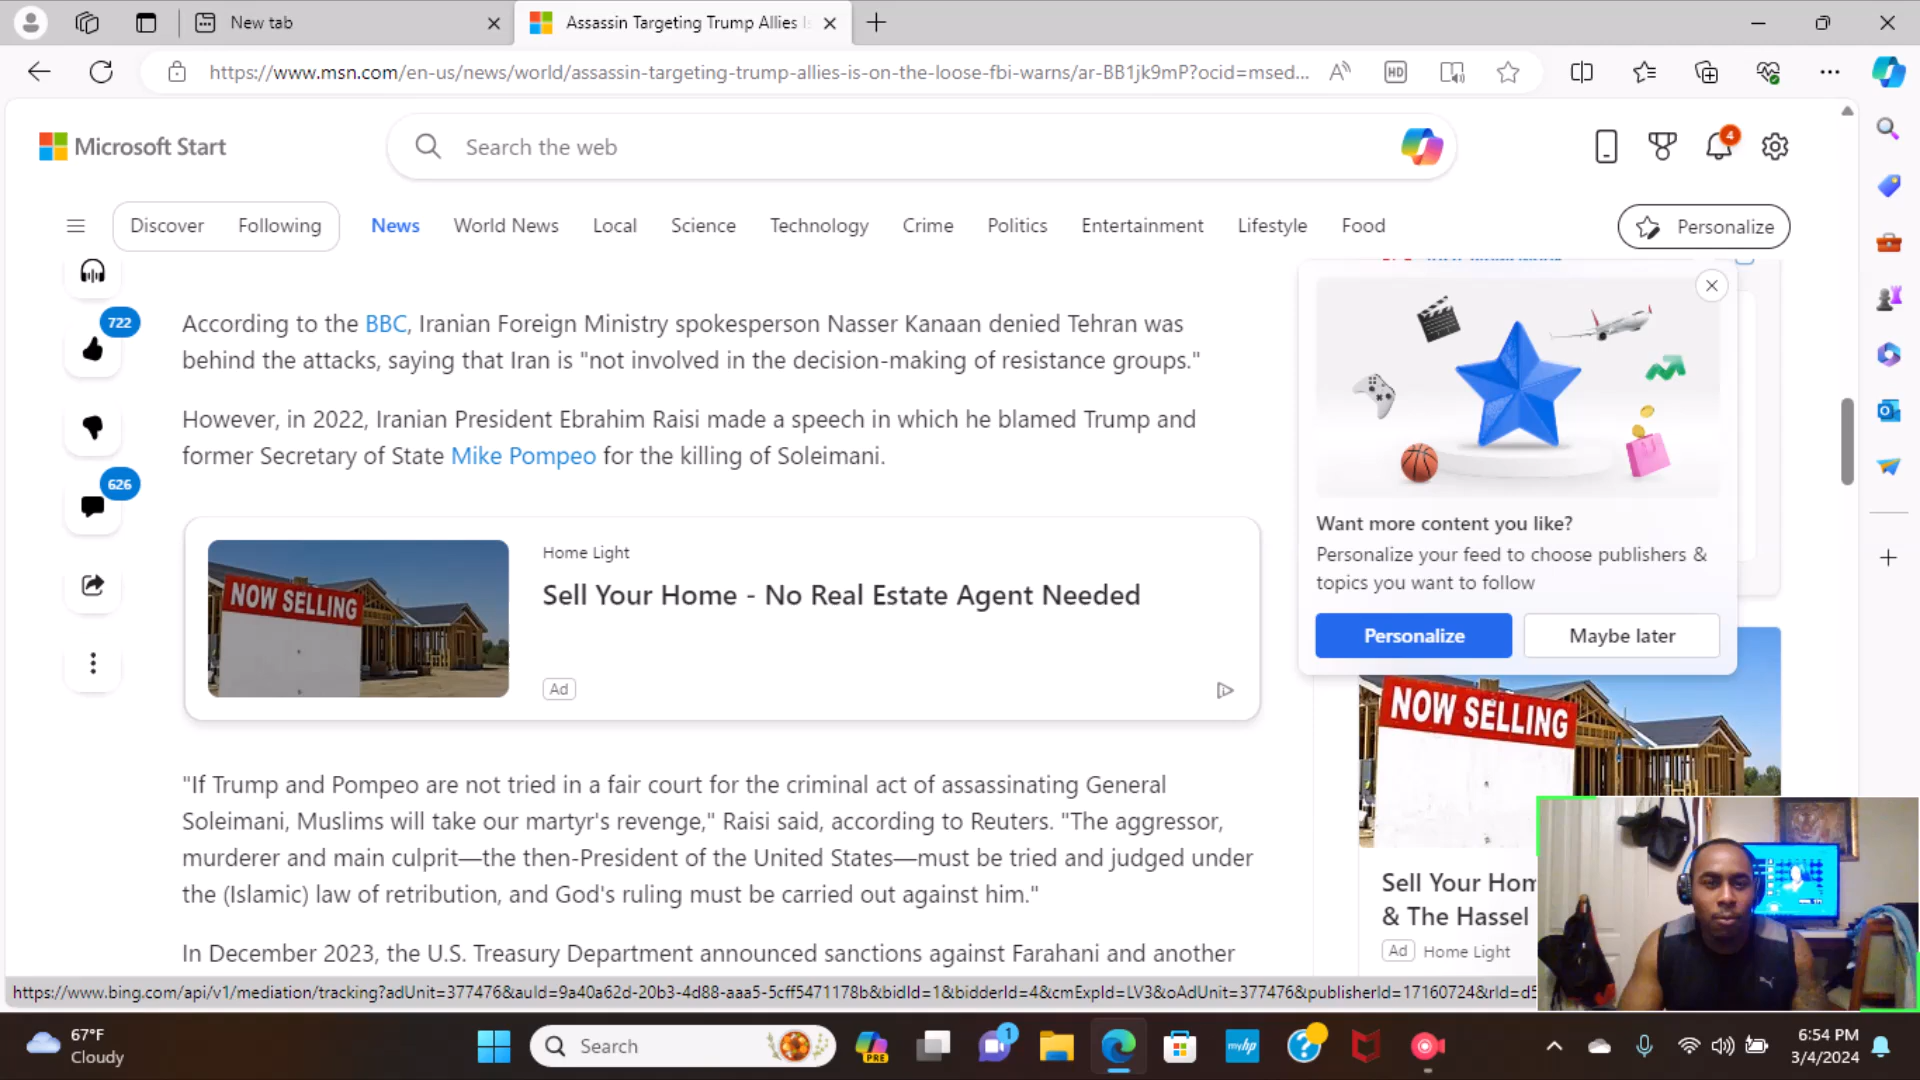 New tab
Assassin Targeting Trump Allies Is
https://www.msn.com/en-us/news/world/assassin-targeting-trump-allies-is-on-the-loose-fbi-warns/ar-BB1jk9mP?ocid=msed...
HD
Microsoft Start
Search the web
4
Discover
Following
News
World News
Local
Science
Technology
Crime
Politics
Entertainment
Lifestyle
Food
Personalize
722
626
According to the BBC, Iranian Foreign Ministry spokesperson Nasser Kanaan denied Tehran was
behind the attacks, saying that Iran is "not involved in the decision-making of resistance groups."
However, in 2022, Iranian President Ebrahim Raisi made a speech in which he blamed Trump and
former Secretary of State Mike Pompeo for the killing of Soleimani.
NOW SELLING
Home Light
Sell Your Home - No Real Estate Agent Needed
Ad
"If Trump and Pompeo are not tried in a fair court for the criminal act of assassinating General
Soleimani, Muslims will take our martyr's revenge," Raisi said, according to Reuters. "The aggressor,
murderer and main culprit—the then-President of the United States—must be tried and judged under
the (Islamic) law of retribution, and God's ruling must be carried out against him."
In December 2023, the U.S. Treasury Department announced sanctions against Farahani and another
Want more content you like?
Personalize your feed to choose publishers &
topics you want to follow
Personalize
Maybe later
NOW SELLING
Sell Your Hom
& The Hassel
Ad Home Light
https://www.bing.com/api/v1/mediation/tracking?adUnit=377476&auId=9a40a62d-20b3-4d88-aaa5-5cff5471178b&bidId=1&bidderId=4&cmExpId=LV3&oAdUnit=377476&publisherId=17160724&rId=d5
67°F
Cloudy
Search
PRE
1
myhp
6:54 PM
3/4/2024